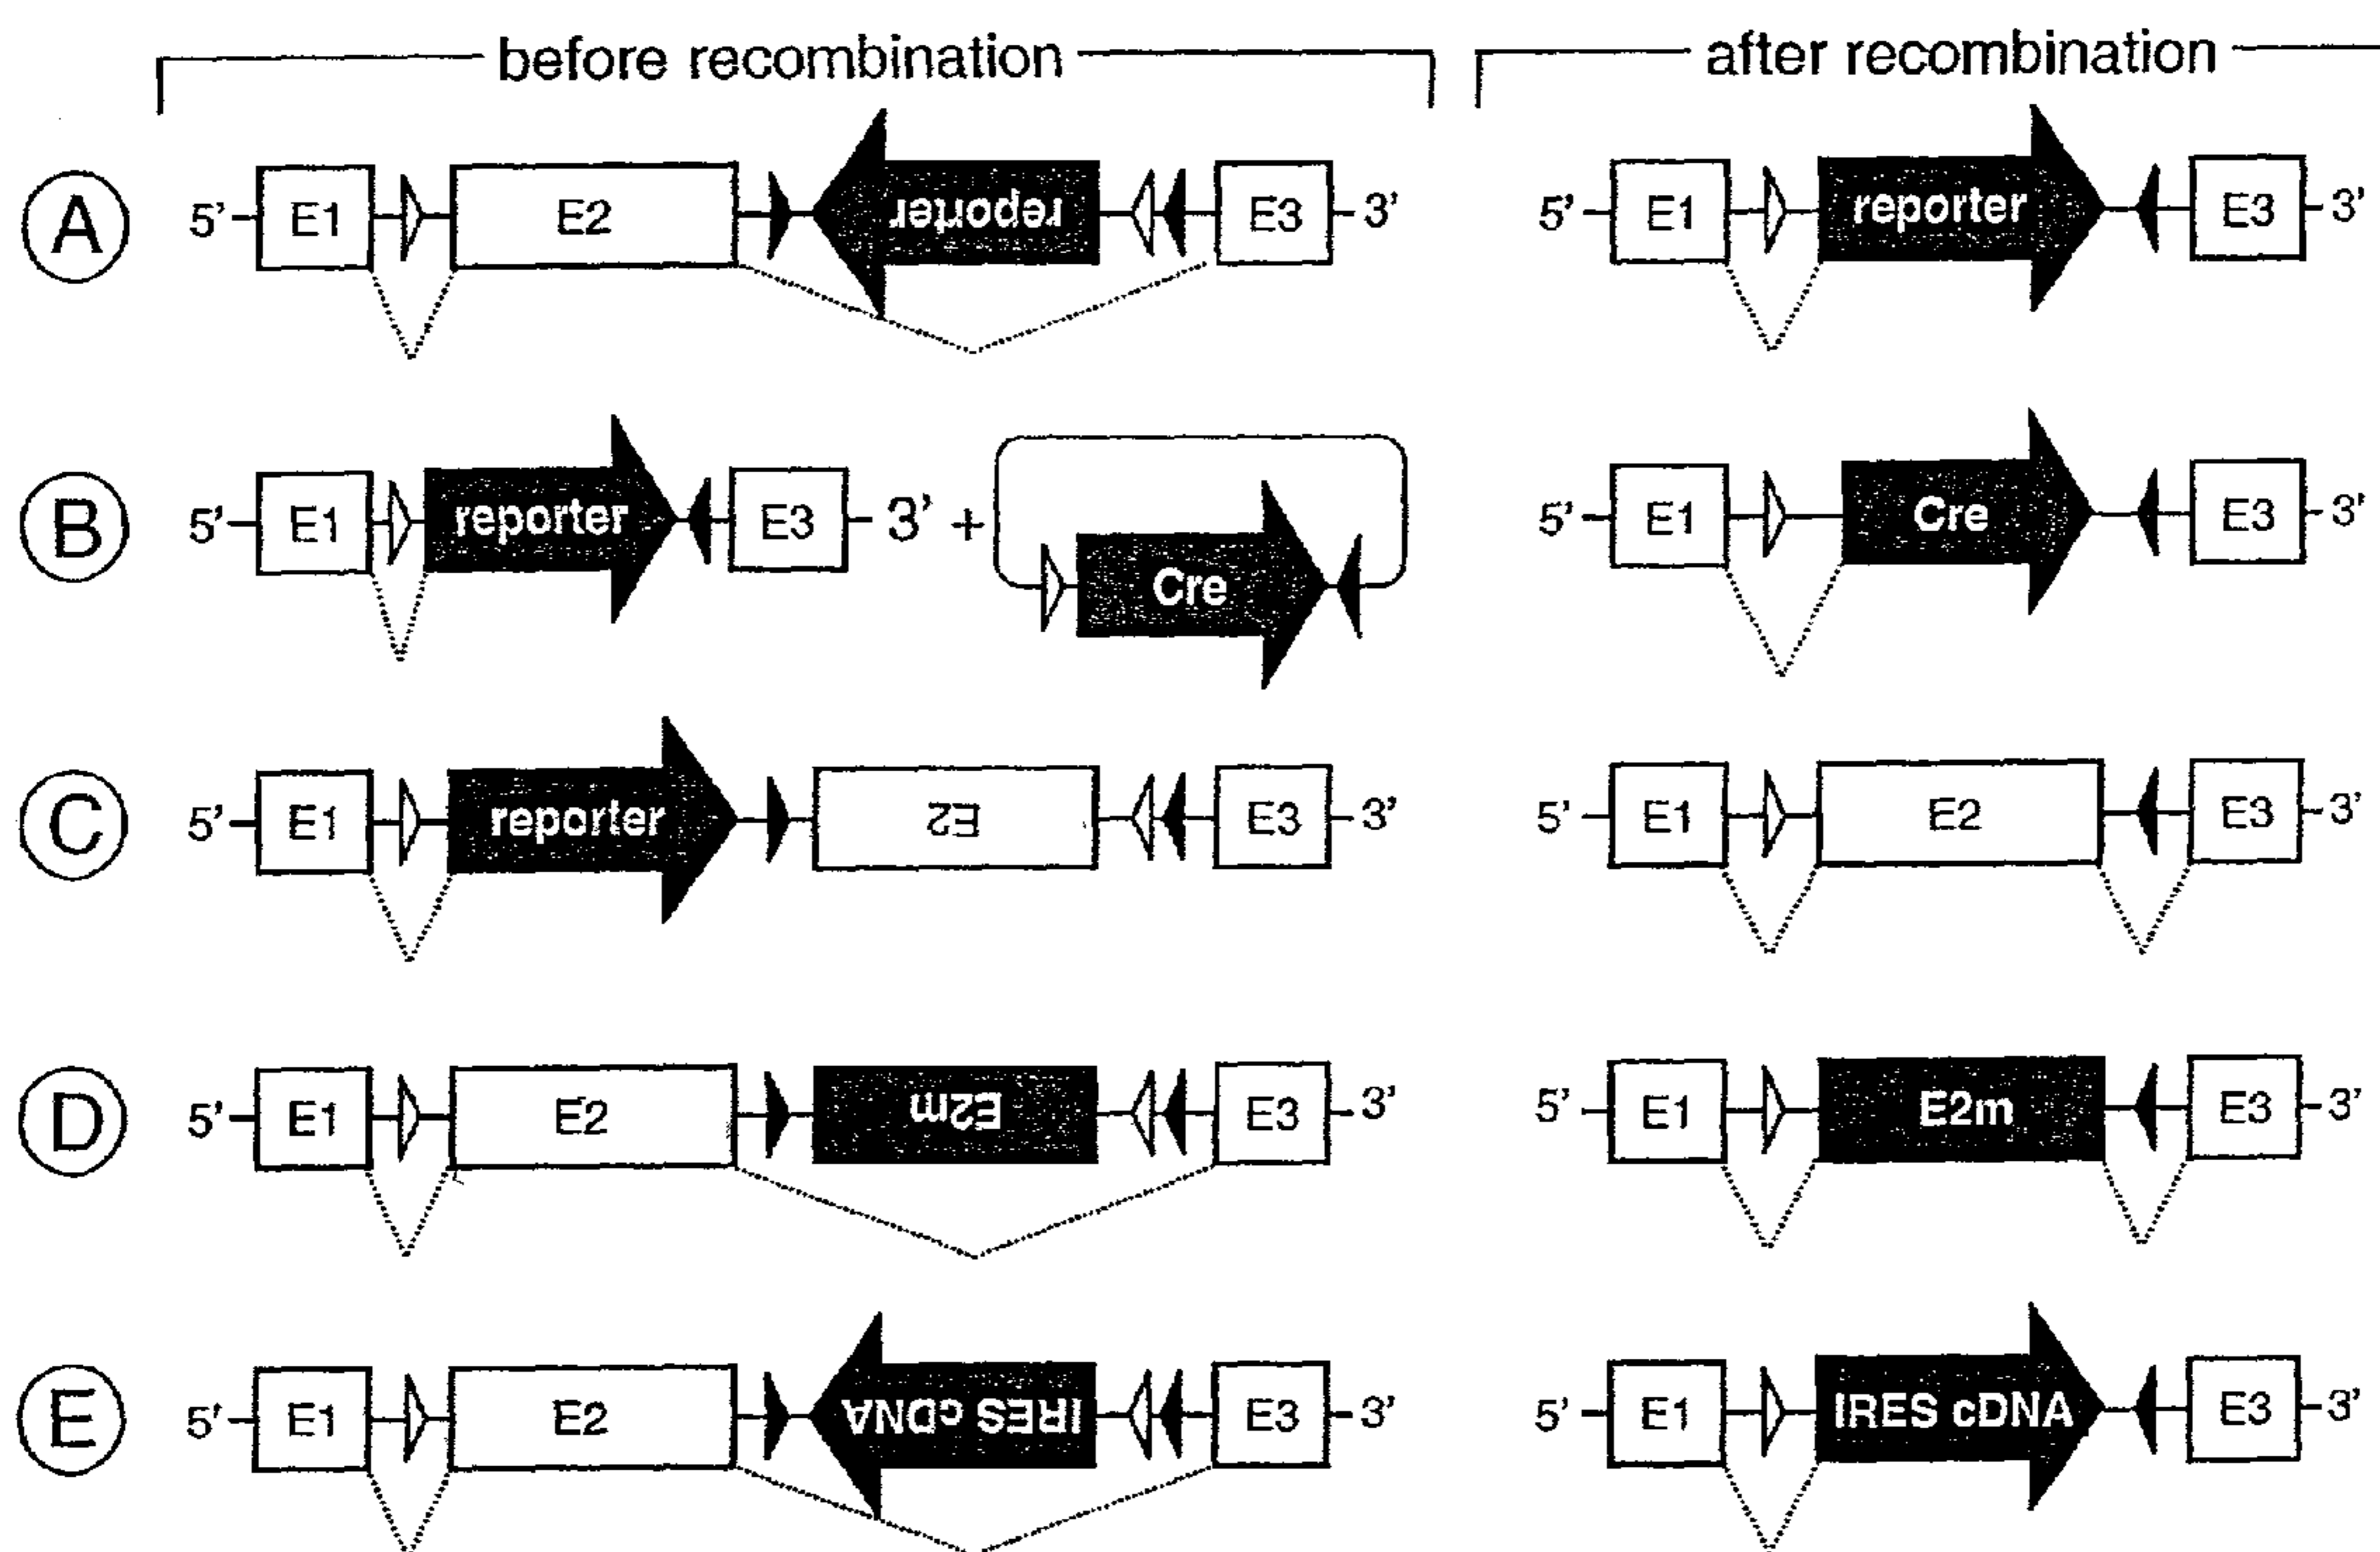 before recombination after recombination
A 5' E1 E2 reporter E3 3' 5' E1 reporter E3 3'
B 5' E1 reporter E3 3' + Cre 5' E1 Cre E3 3'
C 5' E1 reporter E2 E3 3' 5' E1 E2 E3 3'
D 5' E1 E2 E2m E3 3' 5' E1 E2m E3 3'
E 5' E1 E2 IRES cDNA E3 3' 5' E1 IRES cDNA E3 3'